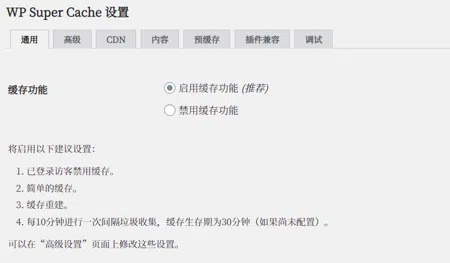 WP Super Cache 设置
通用 高级 CDN 内容 预缓存 插件兼容 调试
缓存功能 启用缓存功能 (推荐)
禁用缓存功能
将启用以下建议设置：
1. 已登录访客禁用缓存。
2. 简单的缓存。
3. 缓存重建。
4. 每10分钟进行一次间隔垃圾收集，缓存生存期为30分钟（如果尚未配置）。
可以在“高级设置”页面上修改这些设置。